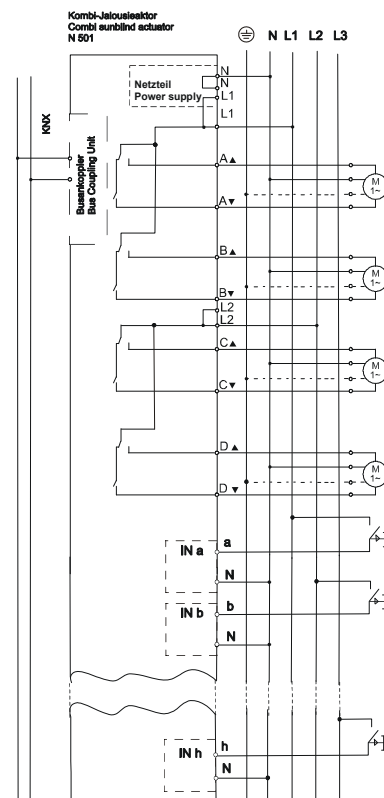 Kombi-Jalousieaktor
Combi sunblind actuator
N 501
N L1 L2 L3
Netzteil
Power supply
N
N
L1
L1
KNX
Busankoppler
Bus Coupling Unit
A▲
M
1~
A▼
B▲
M
1~
B▼
L2
L2
C▲
M
1~
C▼
D▲
M
1~
D▼
IN a
a
N
IN b
b
N
IN h
h
N